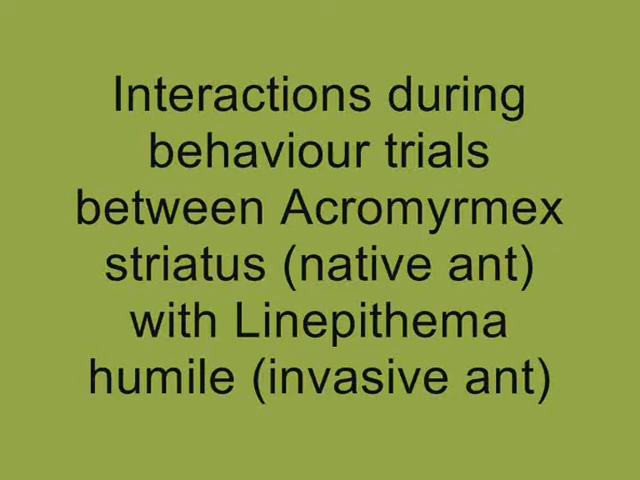 Interactions during
behaviour trials
between Acromyrmex
striatus (native ant)
with Linepithema
humile (invasive ant)